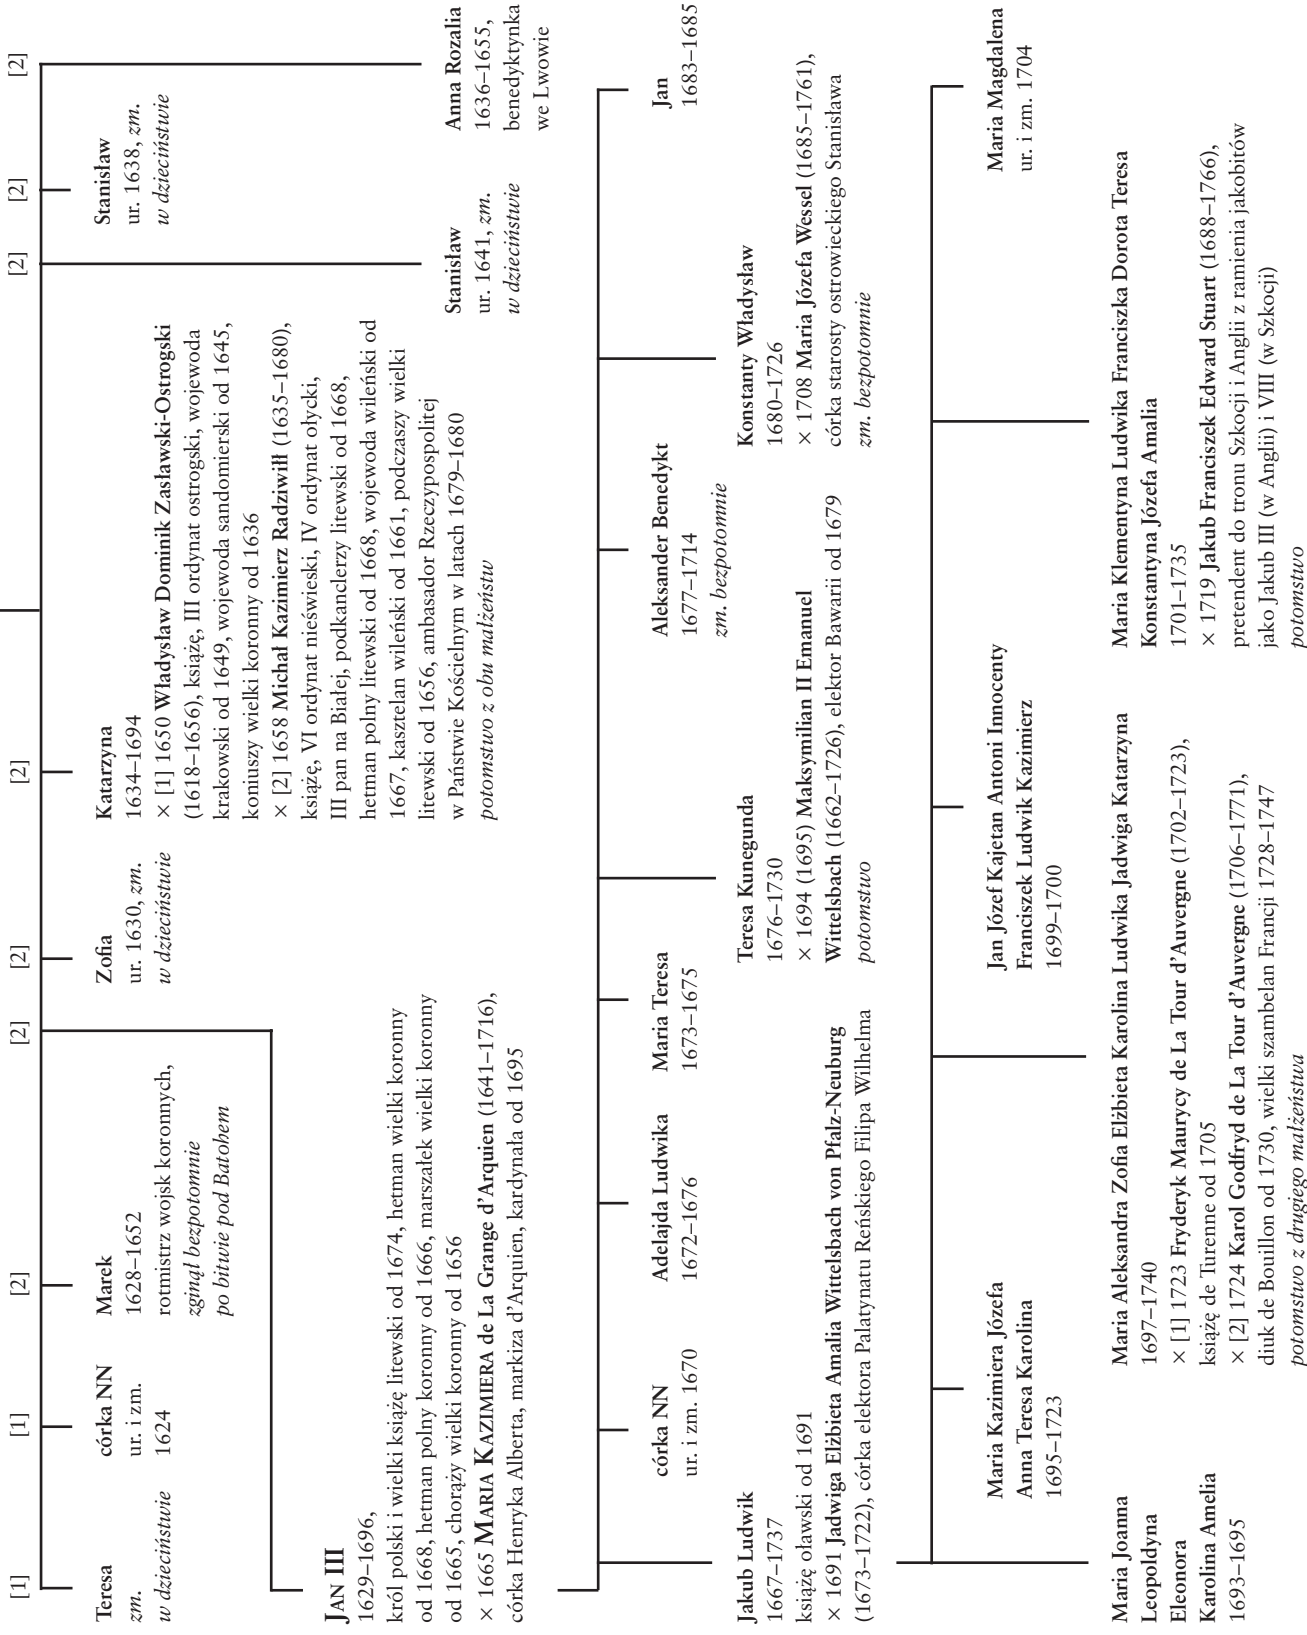 [1]
[1]
[2]
[2]
[2]
[2]
[2]
[2]
[2]
Teresa
zm.
w dzieciństwie
córka NN
ur. i zm.
1624
Marek
1628–1652
rotmistrz wojsk koronnych,
zginął bezpotomnie
po bitwie pod Batohem
Zofia
ur. 1630, zm.
w dzieciństwie
Katarzyna
1634–1694
× [1] 1650 Władysław Dominik Zasławski-Ostrogski
(1618–1656), książę, III ordynat ostrogski, wojewoda
krakowski od 1649, wojewoda sandomierski od 1645,
koniuszy wielki koronny od 1636
× [2] 1658 Michał Kazimierz Radziwiłł (1635–1680),
książę, VI ordynat nieświeski, IV ordynat ołycki,
III pan na Białej, podkanclerzy litewski od 1668,
hetman polny litewski od 1668, wojewoda wileński od
1667, kasztelan wileński od 1661, podczaszy wielki
litewski od 1656, ambasador Rzeczypospolitej
w Państwie Kościelnym w latach 1679–1680
potomstwo z obu małżeństw
Stanisław
ur. 1641, zm.
w dzieciństwie
Stanisław
ur. 1638, zm.
w dzieciństwie
Anna Rozalia
1636–1655,
benedyktynka
we Lwowie
JAN III
1629–1696,
król polski i wielki książę litewski od 1674, hetman wielki koronny
od 1668, hetman polny koronny od 1666, marszałek wielki koronny
od 1665, chorąży wielki koronny od 1656
× 1665 MARIA KAZIMIERA de La Grange d'Arquien (1641–1716),
córka Henryka Alberta, markiza d'Arquien, kardynała od 1695
Jakub Ludwik
1667–1737
książę oławski od 1691
× 1691 Jadwiga Elżbieta Amalia Wittelsbach von Pfalz-Neuburg
(1673–1722), córka elektora Palatynatu Reńskiego Filipa Wilhelma
córka NN
ur. i zm. 1670
Adelajda Ludwika
1672–1676
Maria Teresa
1673–1675
Teresa Kunegunda
1676–1730
× 1694 (1695) Maksymilian II Emanuel
Wittelsbach (1662–1726), elektor Bawarii od 1679
potomstwo
Aleksander Benedykt
1677–1714
zm. bezpotomnie
Konstanty Władysław
1680–1726
× 1708 Maria Józefa Wessel (1685–1761),
córka starosty ostrowieckiego Stanisława
zm. bezpotomnie
Jan
1683–1685
Maria Joanna
Leopoldyna
Eleonora
Karolina Amelia
1693–1695
Maria Kazimiera Józefa
Anna Teresa Karolina
1695–1723
Maria Aleksandra Zofia Elżbieta Karolina Ludwika Jadwiga Katarzyna
1697–1740
× [1] 1723 Fryderyk Maurycy de La Tour d'Auvergne (1702–1723),
książę de Turenne od 1705
× [2] 1724 Karol Godfryd de La Tour d'Auvergne (1706–1771),
diuk de Bouillon od 1730, wielki szambelan Francji 1728–1747
potomstwo z drugiego małżeństwa
Jan Józef Kajetan Antoni Innocenty
Franciszek Ludwik Kazimierz
1699–1700
Maria Klementyna Ludwika Franciszka Dorota Teresa
Konstantyna Józefa Amalia
1701–1735
× 1719 Jakub Franciszek Edward Stuart (1688–1766),
pretendent do tronu Szkocji i Anglii z ramienia jakobitów
jako Jakub III (w Anglii) i VIII (w Szkocji)
potomstwo
Maria Magdalena
ur. i zm. 1704